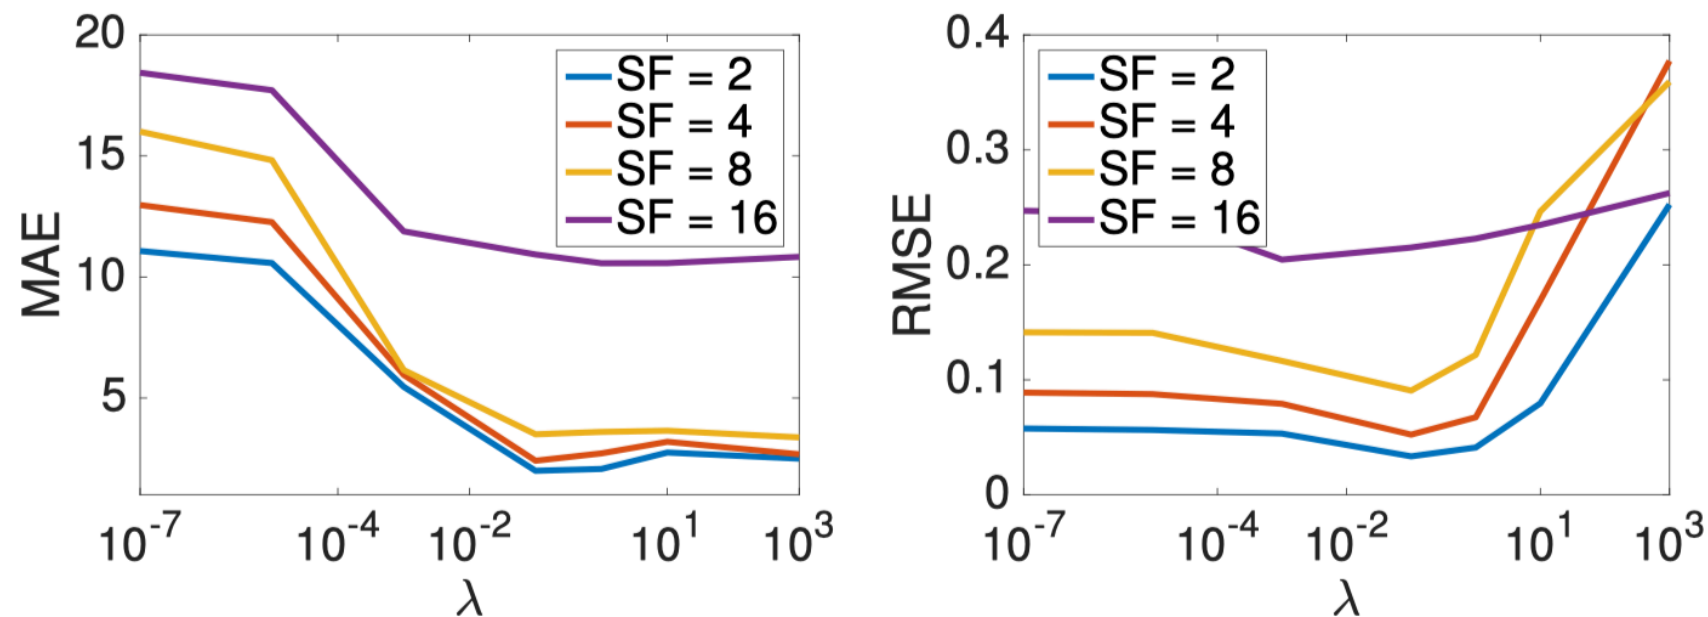 MAE
20
15
10
5
SF = 2
SF = 4
SF = 8
SF = 16
10^-7
10^-4
10^-2
10^1
10^3
λ
RMSE
0.4
0.3
0.2
0.1
0
SF = 2
SF = 4
SF = 8
SF = 16
10^-7
10^-4
10^-2
10^1
10^3
λ